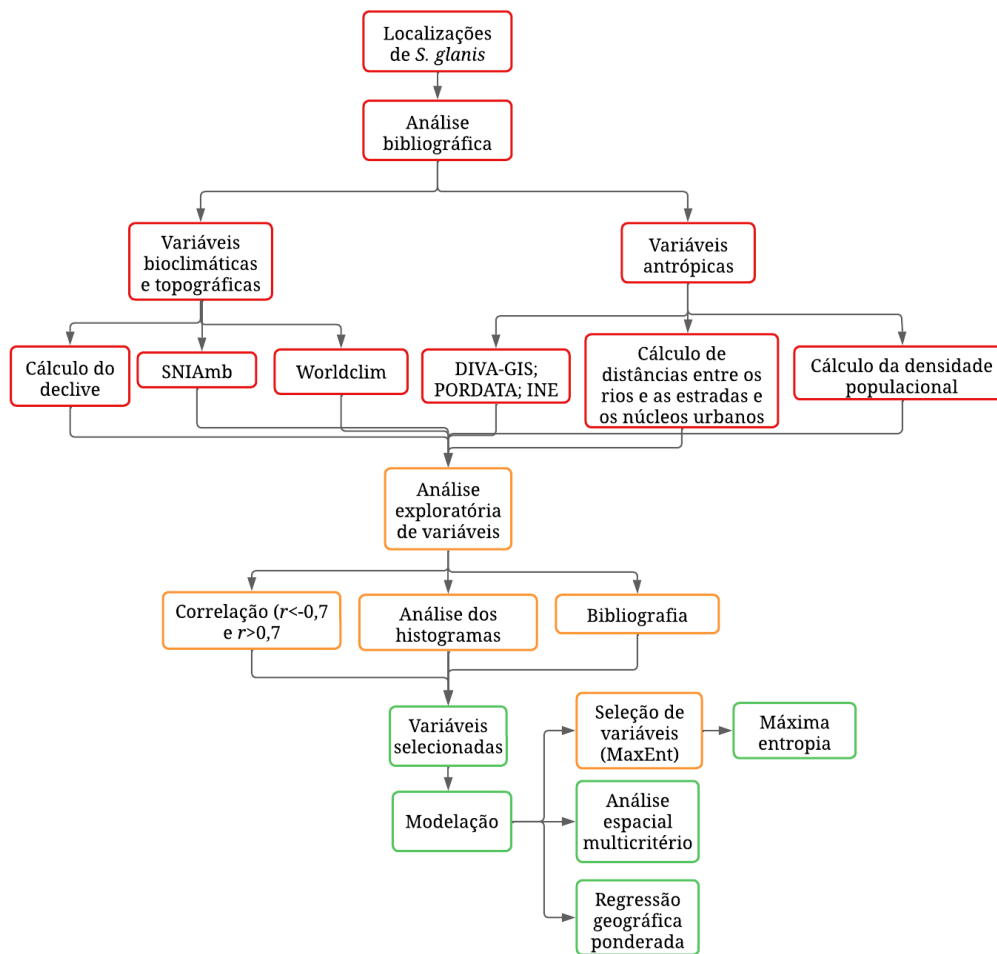 Localizações
de S. glanis
Análise
bibliográfica
Variáveis
bioclimáticas
e topográficas
Variáveis
antrópicas
Cálculo do
declive
SNIAmb
Worldclim
DIVA-GIS;
PORDATA; INE
Cálculo de
distâncias entre os
rios e as estradas e
os núcleos urbanos
Cálculo da densidade
populacional
Análise
exploratória
de variáveis
Correlação (r<-0,7
e r>0,7
Análise dos
histogramas
Bibliografia
Variáveis
selecionadas
Seleção de
variáveis
(MaxEnt)
Máxima
entropia
Modelação
Análise
espacial
multicritério
Regressão
geográfica
ponderada